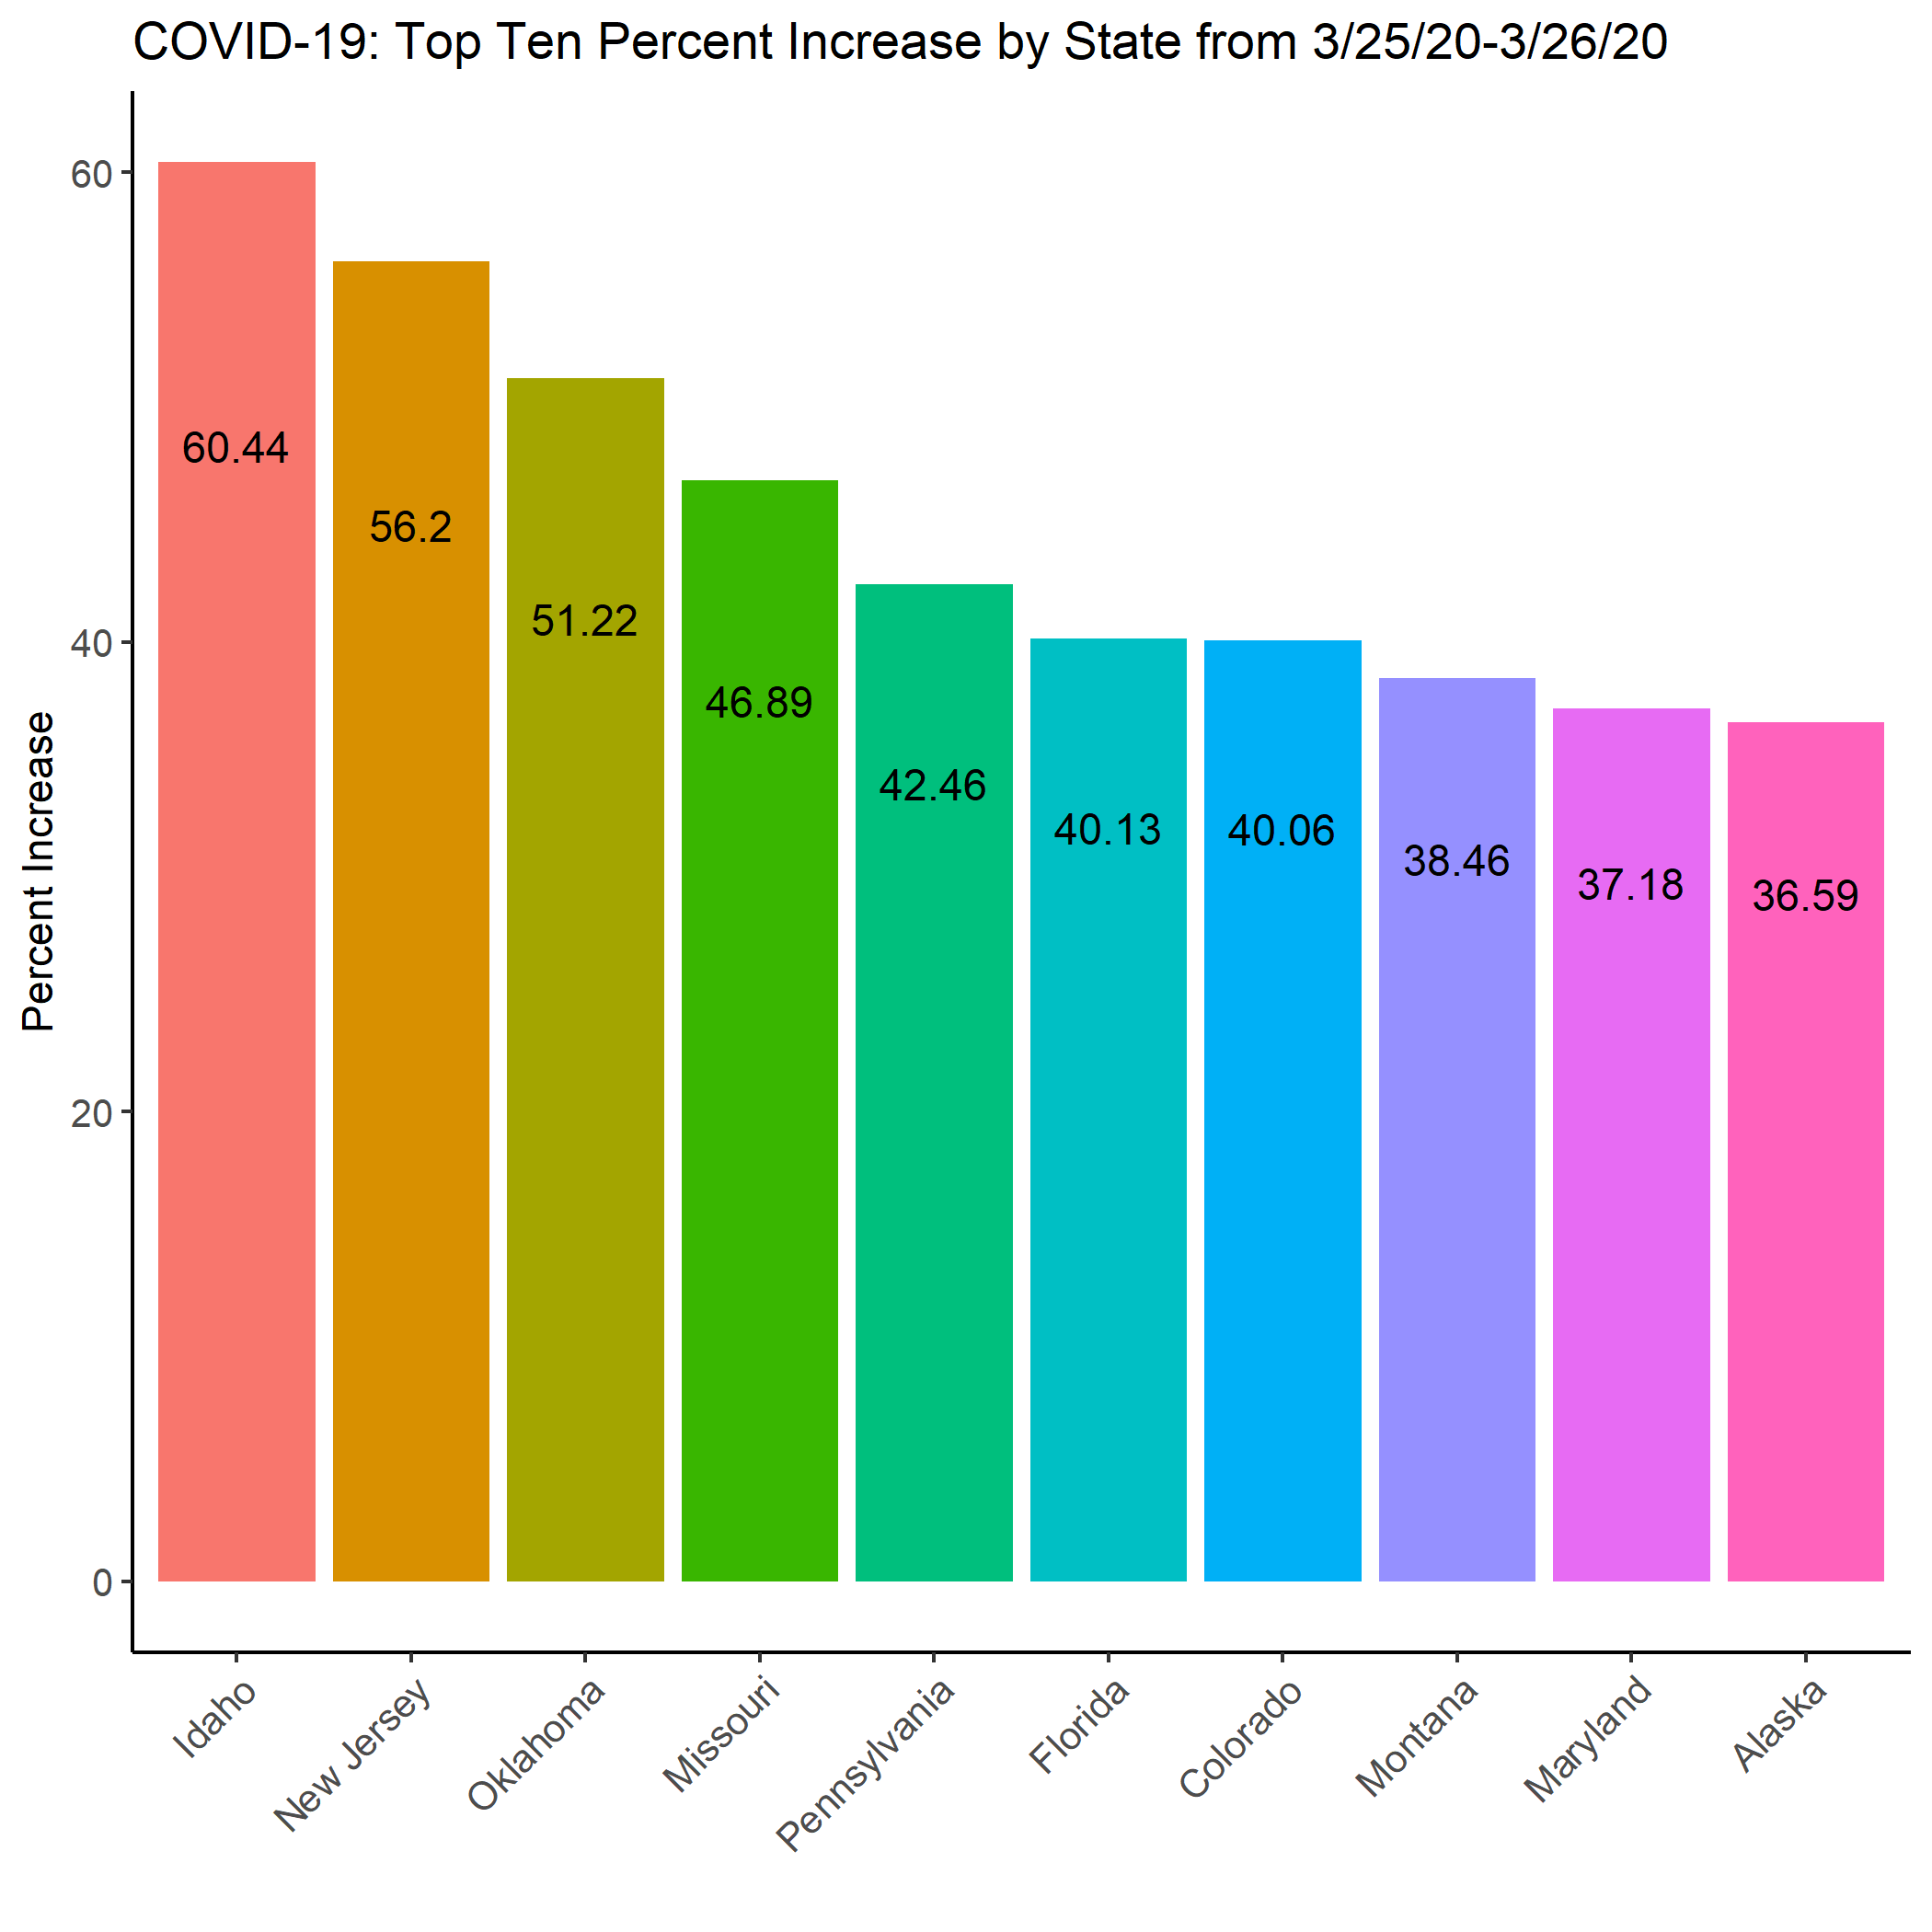 COVID-19: Top Ten Percent Increase by State from 3/25/20-3/26/20
Percent Increase
60
40
20
0
60.44
56.2
51.22
46.89
42.46
40.13
40.06
38.46
37.18
36.59
Idaho
New Jersey
Oklahoma
Missouri
Pennsylvania
Florida
Colorado
Montana
Maryland
Alaska